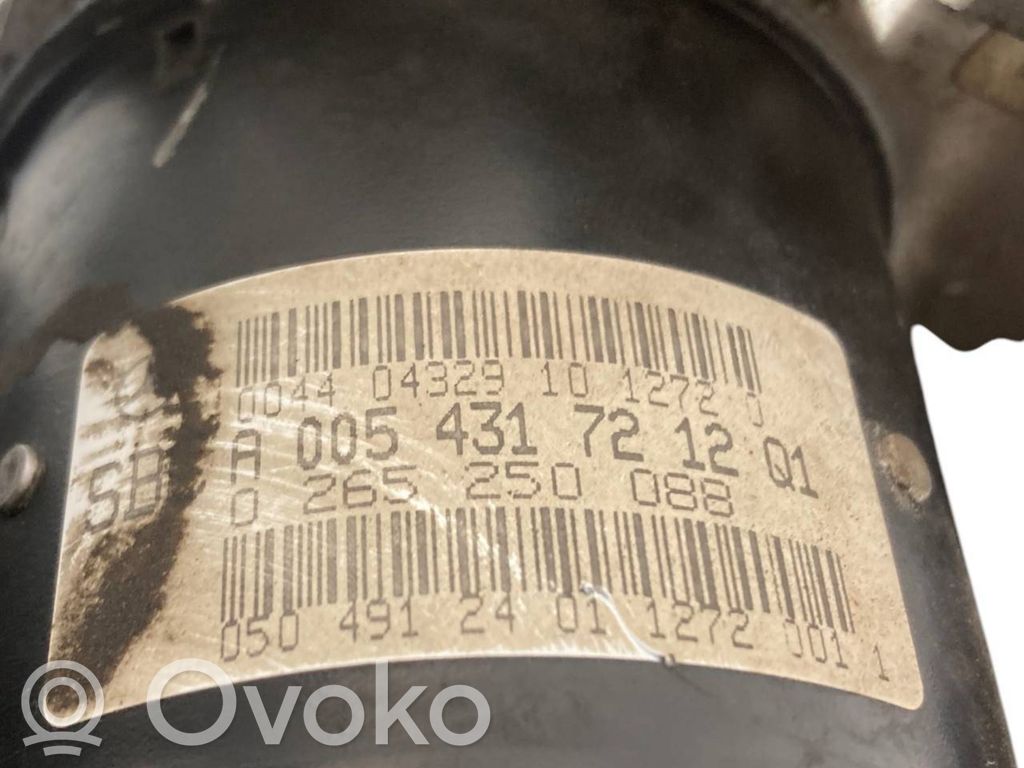 0044 04329 10 1272 0
A 005 431 72 12 Q1
SB 0 265 250 088
050 491 24 01 1272 001 1
Ovoko